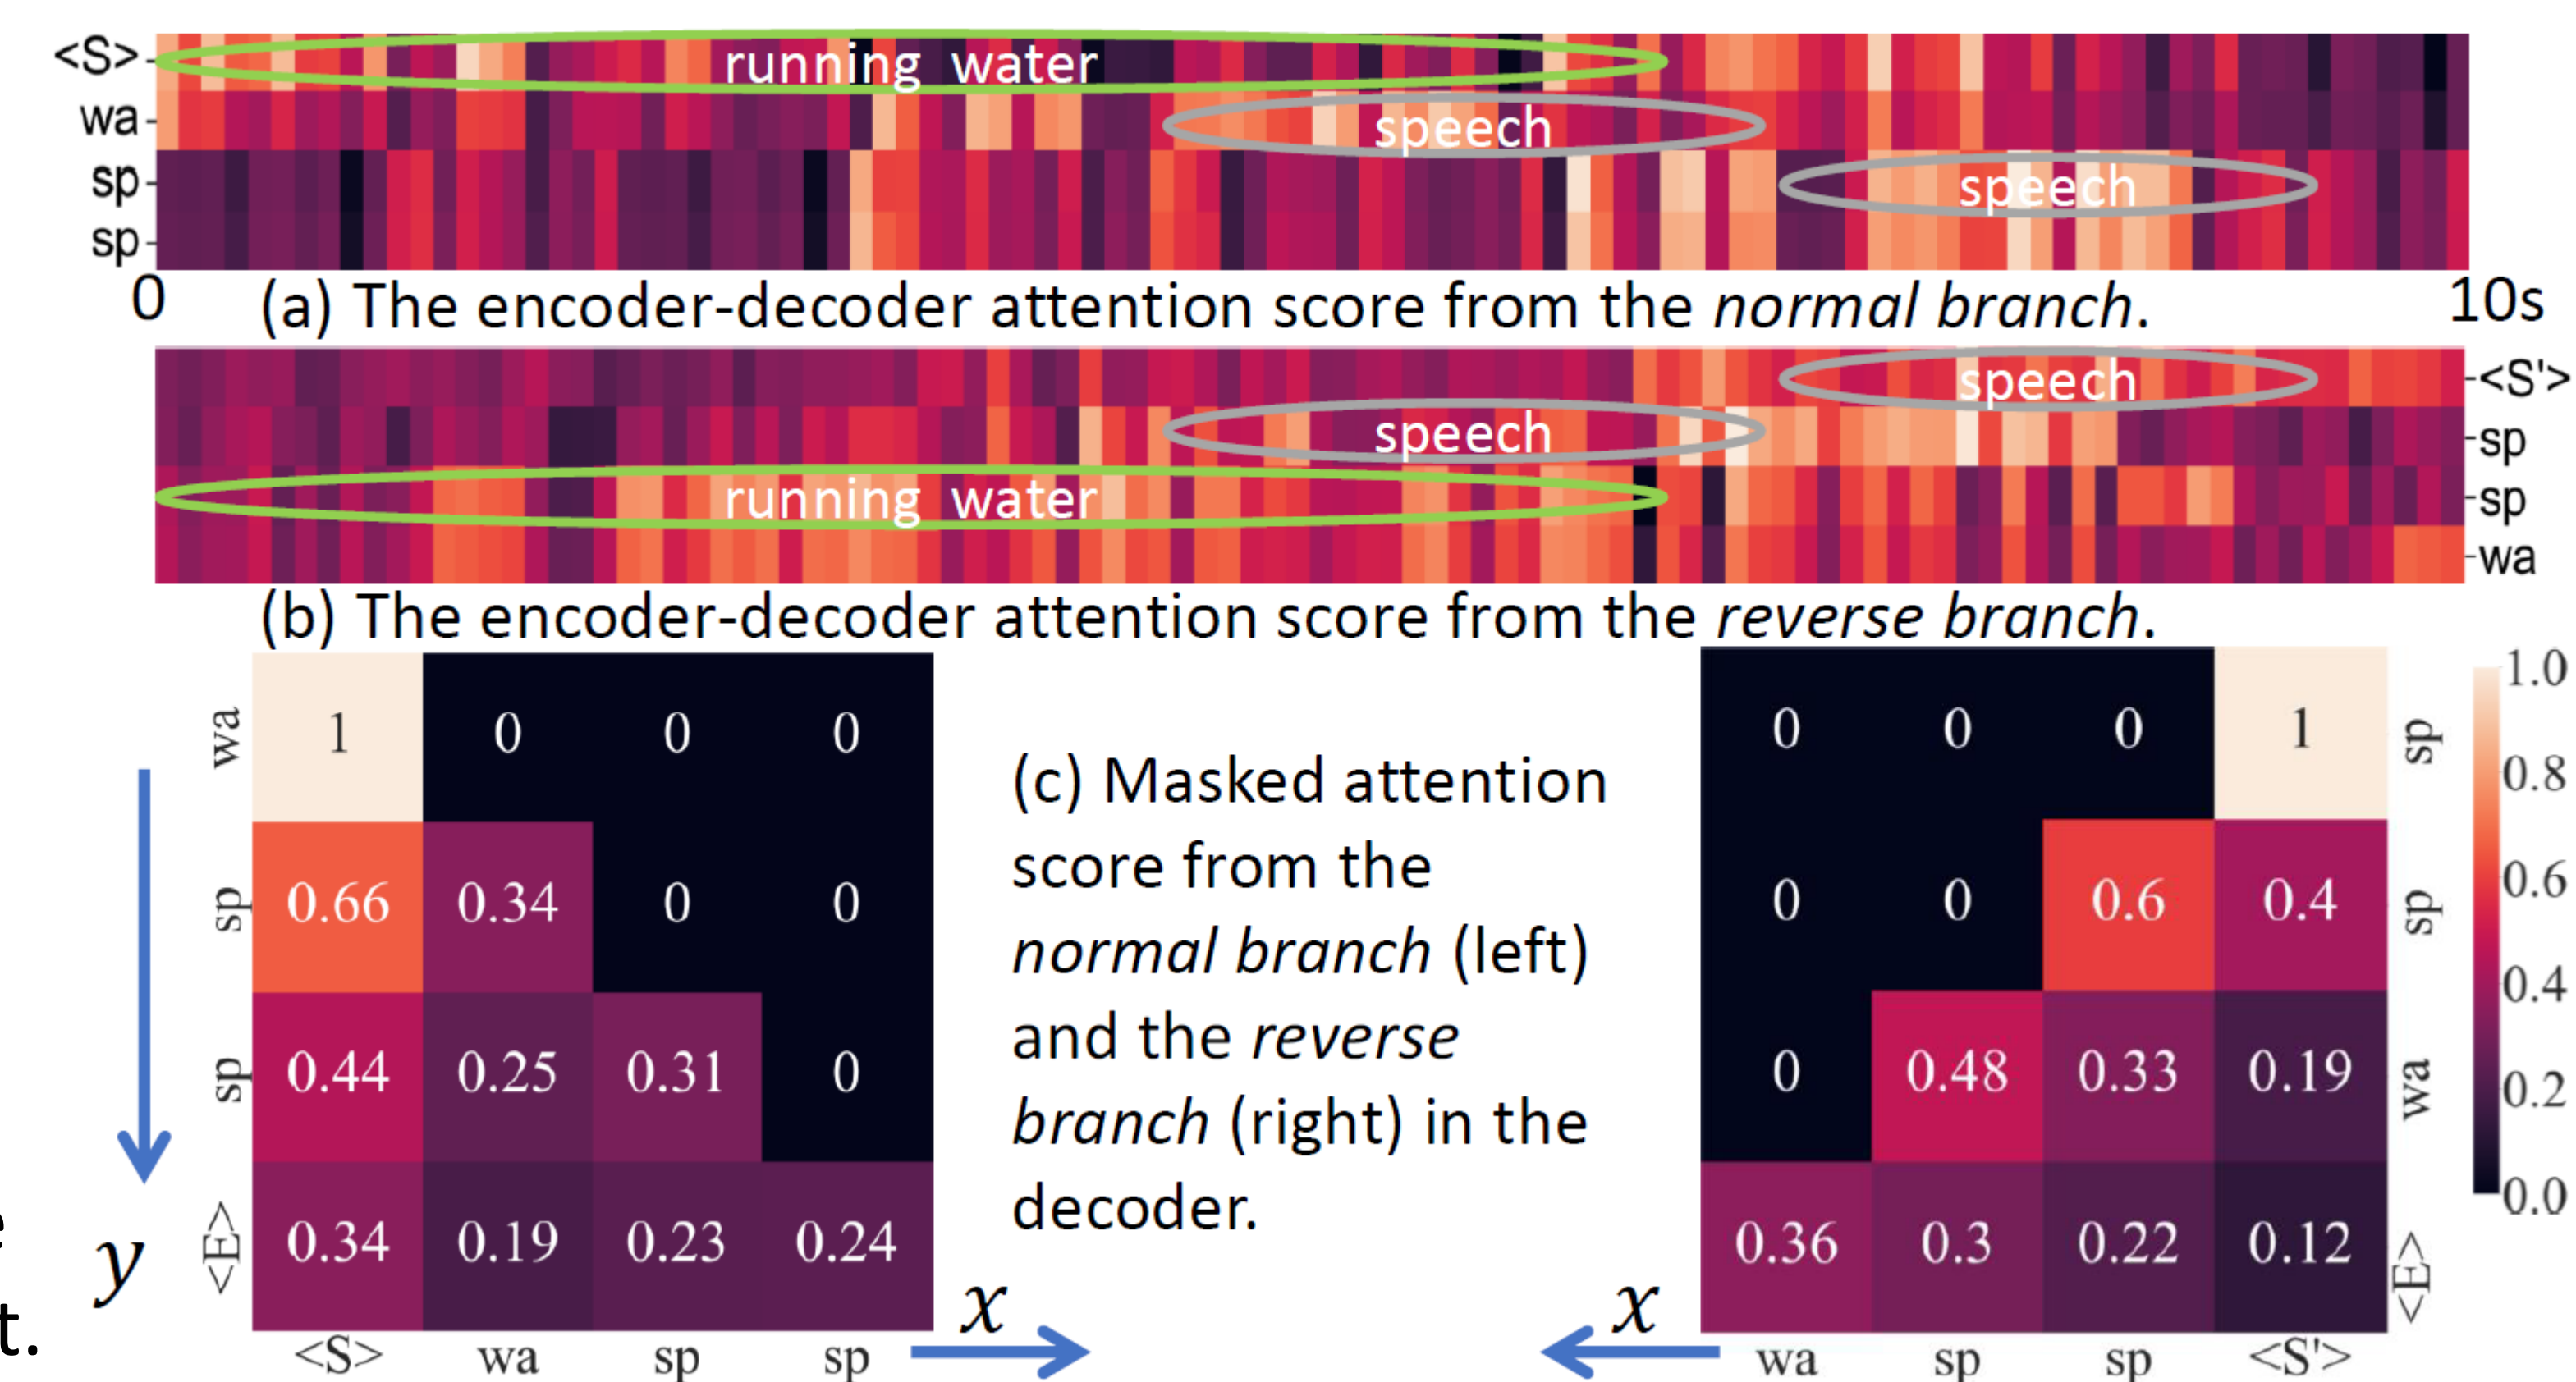 <S>
running water
wa
speech
sp
speech
sp
0
(a) The encoder-decoder attention score from the normal branch.
10s
speech
<S'>
speech
sp
running water
sp
wa
(b) The encoder-decoder attention score from the reverse branch.
wa 1 0 0 0
sp 0.66 0.34 0 0
sp 0.44 0.25 0.31 0
<E> 0.34 0.19 0.23 0.24
<S> wa sp sp
y
x
e
t.
(c) Masked attention
score from the
normal branch (left)
and the reverse
branch (right) in the
decoder.
0 0 0 1 sp
0 0 0.6 0.4 sp
0 0.48 0.33 0.19 wa
0.36 0.3 0.22 0.12 <E>
x
wa sp sp <S'>
1.0
0.8
0.6
0.4
0.2
0.0